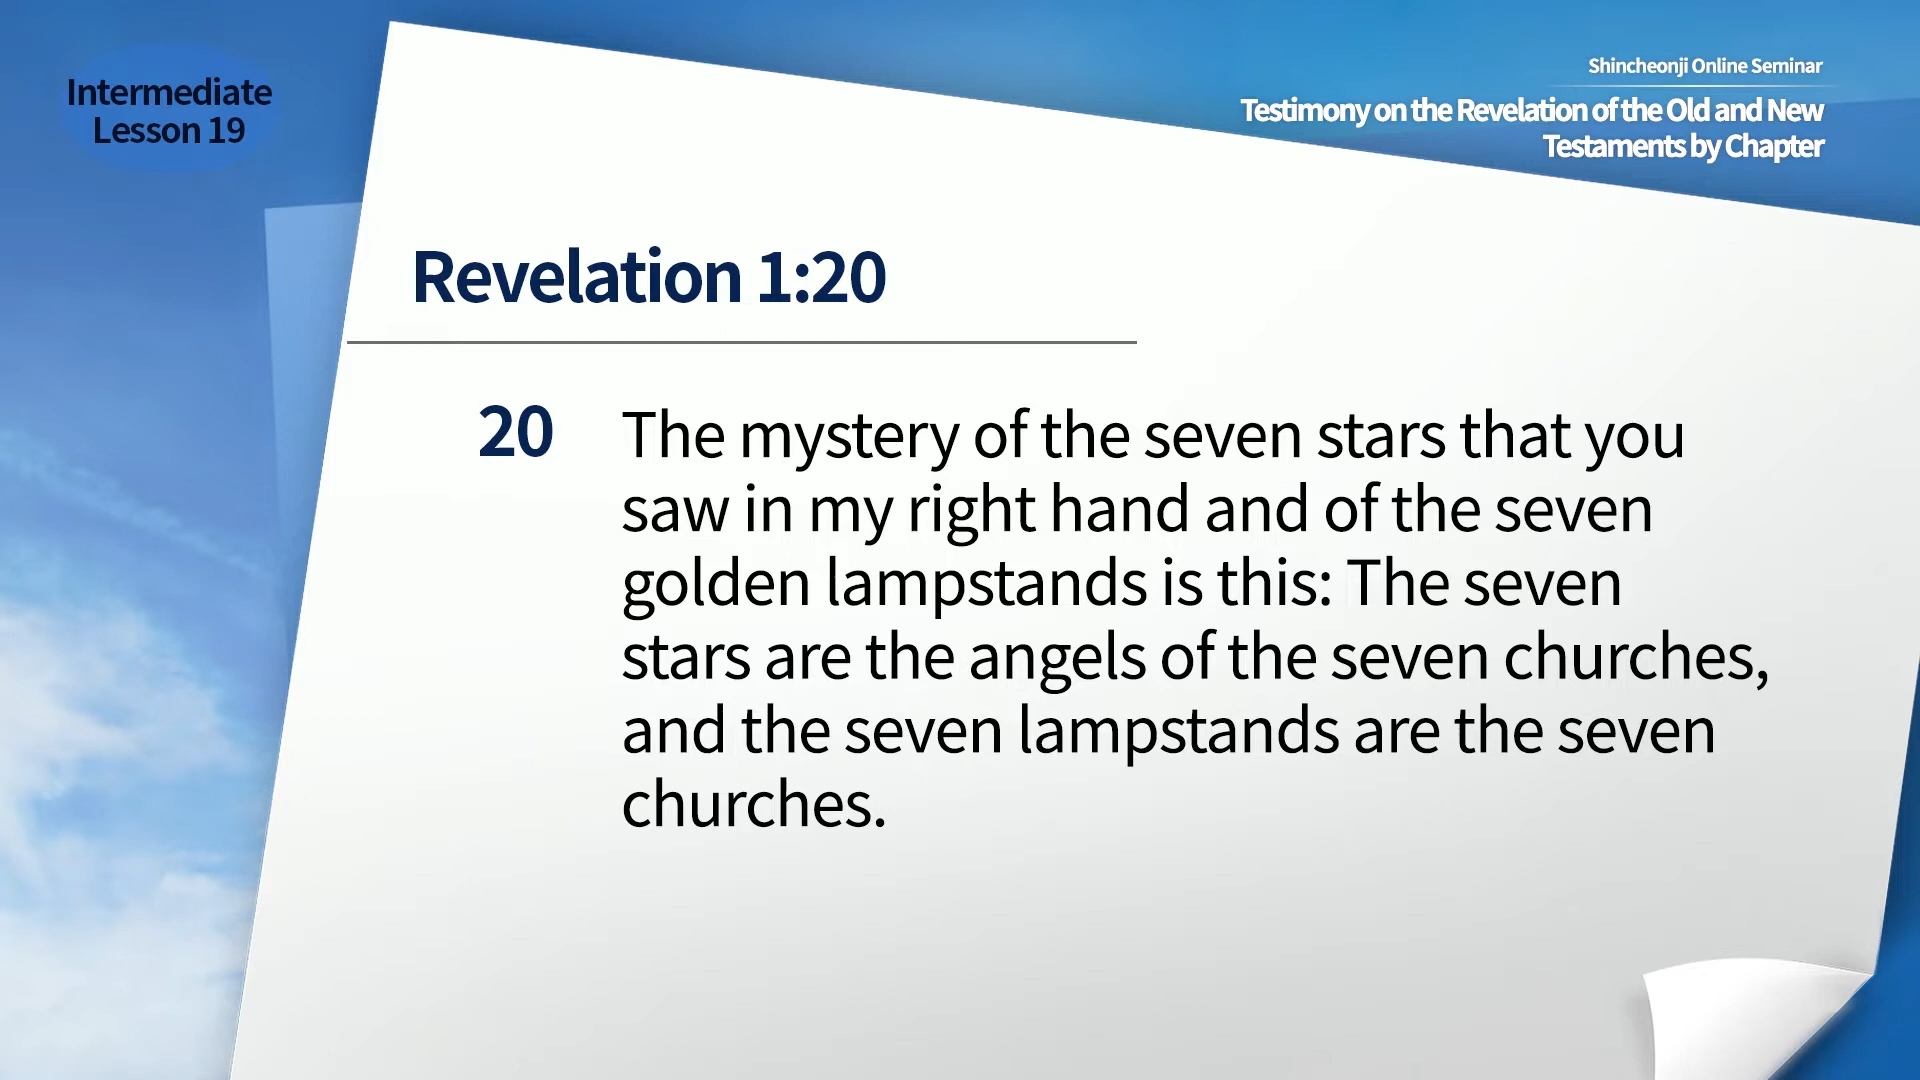 Intermediate
Lesson 19
Shincheonji Online Seminar
Testimony on the Revelation of the Old and New
Testaments by Chapter
Revelation 1:20
20 The mystery of the seven stars that you
saw in my right hand and of the seven
golden lampstands is this: The seven
stars are the angels of the seven churches,
and the seven lampstands are the seven
churches.